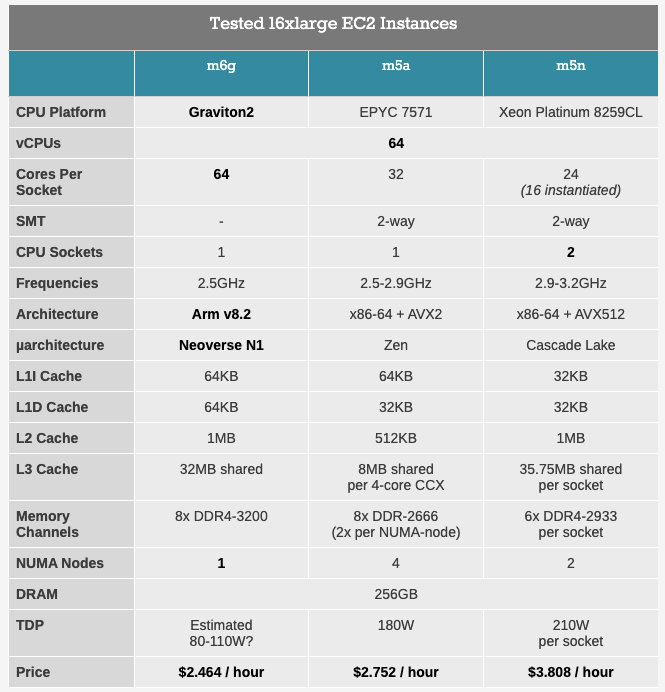 Tested 16xlarge EC2 Instances
m6g m5a m5n
CPU Platform Graviton2 EPYC 7571 Xeon Platinum 8259CL
vCPUs 64
Cores Per Socket 64 32 24 (16 instantiated)
SMT - 2-way 2-way
CPU Sockets 1 1 2
Frequencies 2.5GHz 2.5-2.9GHz 2.9-3.2GHz
Architecture Arm v8.2 x86-64 + AVX2 x86-64 + AVX512
µarchitecture Neoverse N1 Zen Cascade Lake
L1I Cache 64KB 64KB 32KB
L1D Cache 64KB 32KB 32KB
L2 Cache 1MB 512KB 1MB
L3 Cache 32MB shared 8MB shared per 4-core CCX 35.75MB shared per socket
Memory Channels 8x DDR4-3200 8x DDR-2666 (2x per NUMA-node) 6x DDR4-2933 per socket
NUMA Nodes 1 4 2
DRAM 256GB
TDP Estimated 80-110W? 180W 210W per socket
Price $2.464 / hour $2.752 / hour $3.808 / hour